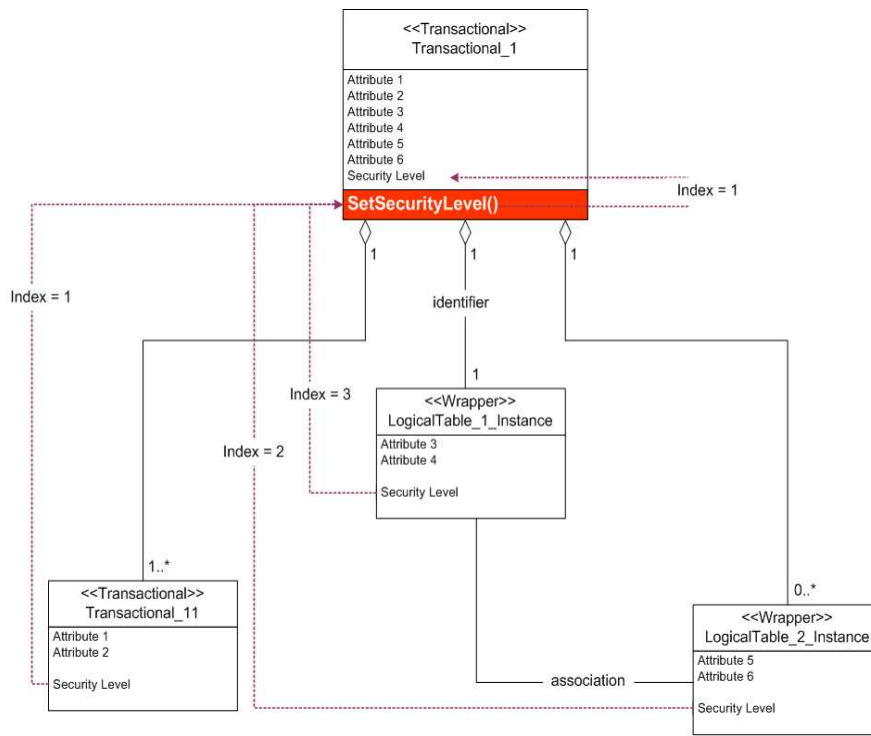 <<Transactional>>
Transactional_1
Attribute 1
Attribute 2
Attribute 3
Attribute 4
Attribute 5
Attribute 6
Security Level
Index = 1
SetSecurityLevel()
1
1
1
Index = 1
identifier
1
Index = 3
<<Wrapper>>
LogicalTable_1_Instance
Attribute 3
Attribute 4
Security Level
Index = 2
1..*
0..*
<<Transactional>>
Transactional_11
Attribute 1
Attribute 2
Security Level
<<Wrapper>>
LogicalTable_2_Instance
Attribute 5
Attribute 6
Security Level
association